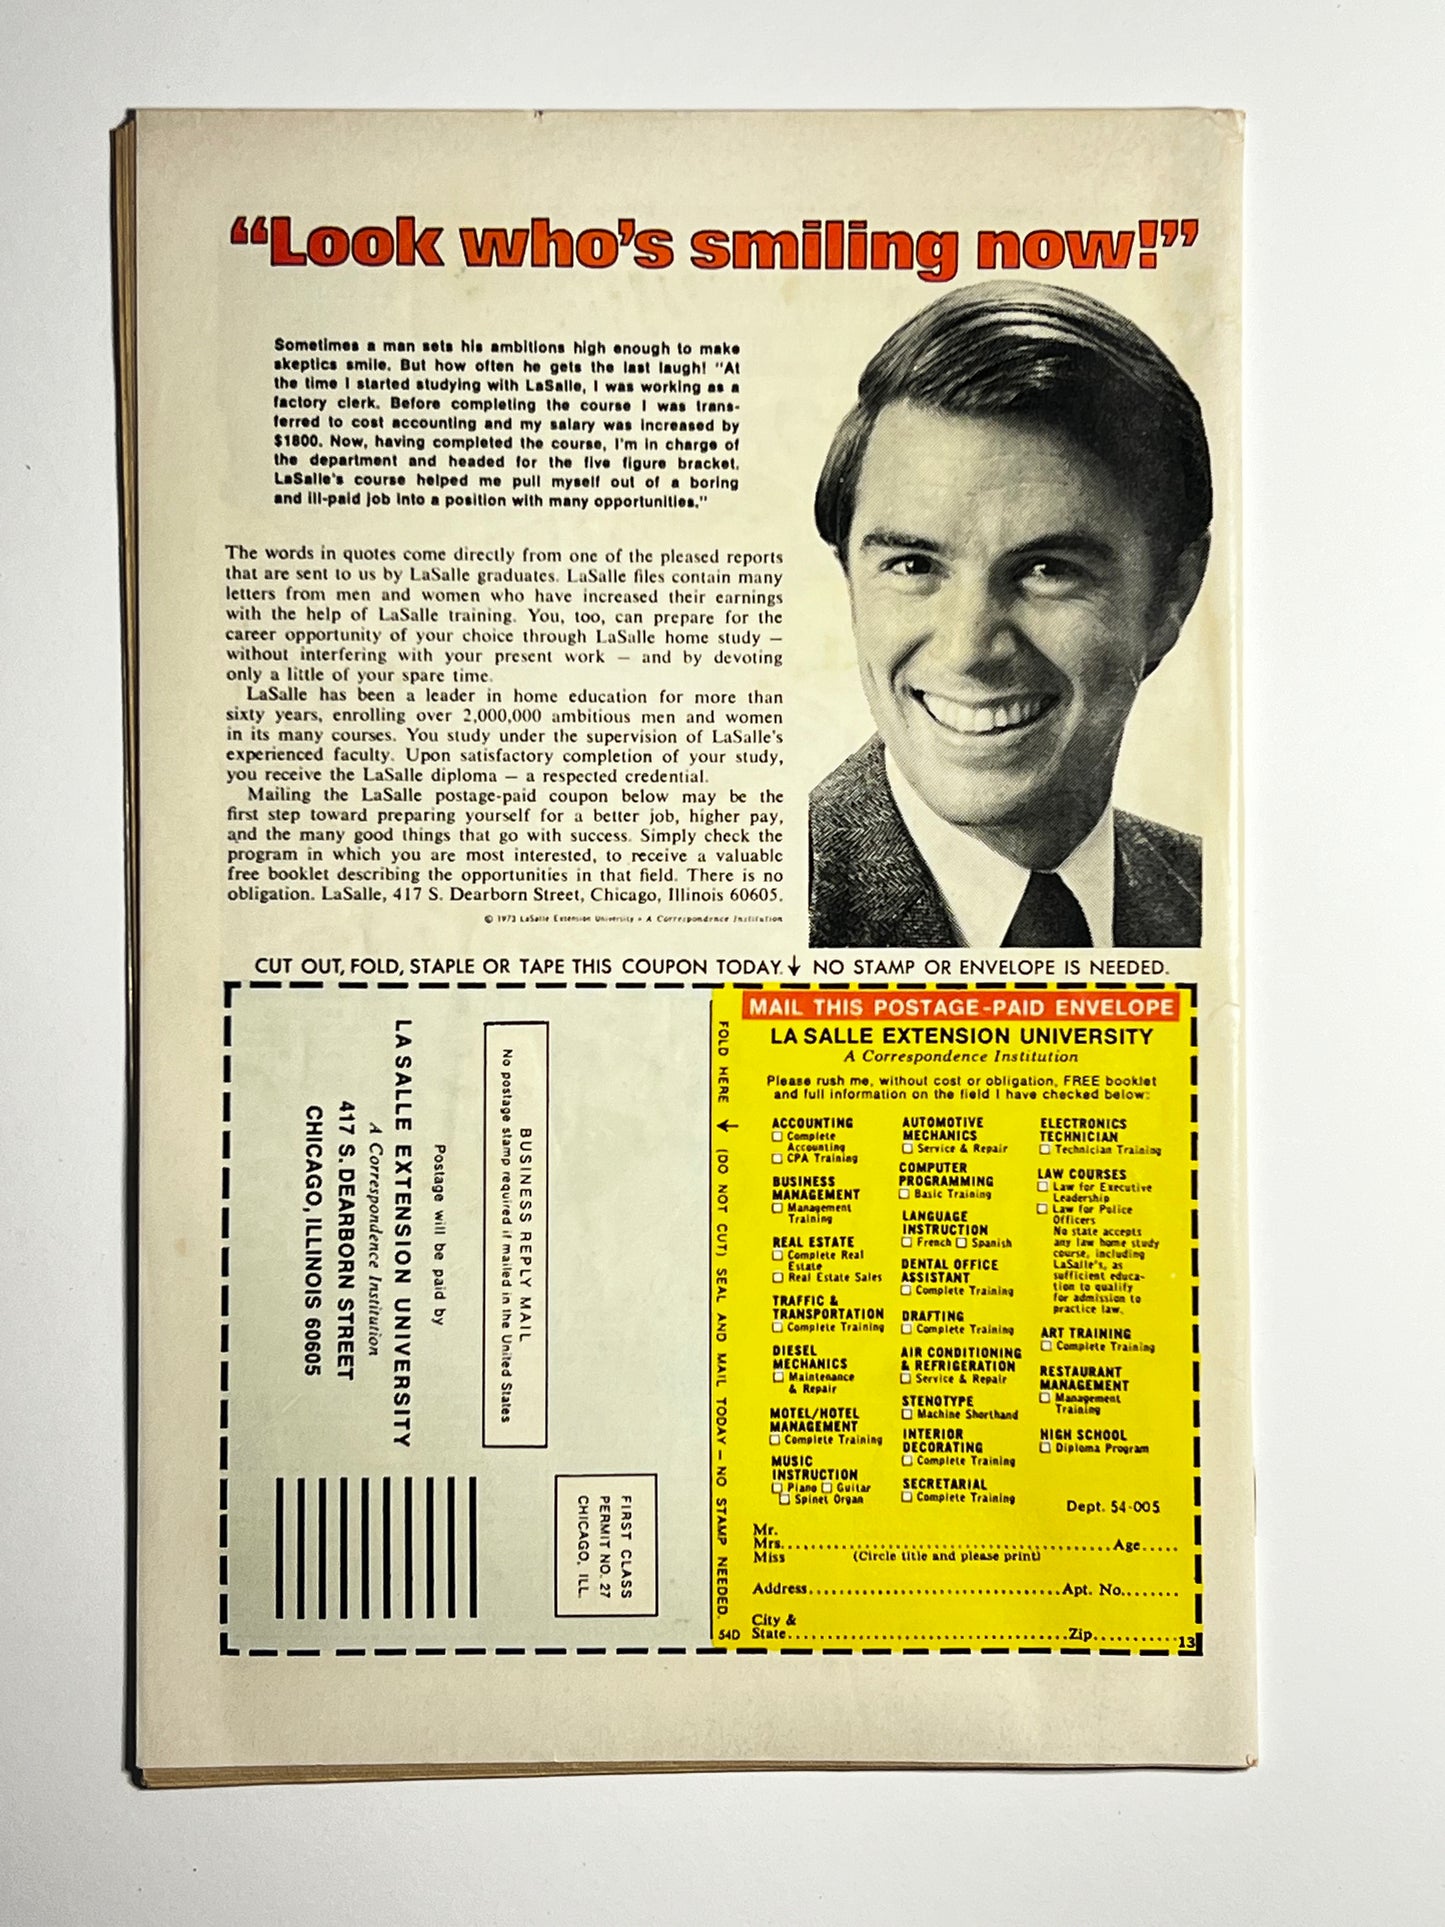 “Look who’s smiling now!”
Sometimes a man sets his ambitions high enough to make
skeptics smile. But how often he gets the last laugh! "At
the time I started studying with LaSalle, I was working as a
factory clerk. Before completing the course I was trans-
ferred to cost accounting and my salary was increased by
$1800. Now, having completed the course, I'm in charge of
the department and headed for the five figure bracket.
LaSalle's course helped me pull myself out of a boring
and ill-paid job into a position with many opportunities."
The words in quotes come directly from one of the pleased reports
that are sent to us by LaSalle graduates. LaSalle files contain many
letters from men and women who have increased their earnings
with the help of LaSalle training. You, too, can prepare for the
career opportunity of your choice through LaSalle home study —
without interfering with your present work — and by devoting
only a little of your spare time.
LaSalle has been a leader in home education for more than
sixty years, enrolling over 2,000,000 ambitious men and women
in its many courses. You study under the supervision of LaSalle's
experienced faculty. Upon satisfactory completion of your study,
you receive the LaSalle diploma — a respected credential.
Mailing the LaSalle postage-paid coupon below may be the
first step toward preparing yourself for a better job, higher pay,
and the many good things that go with success. Simply check the
program in which you are most interested, to receive a valuable
free booklet describing the opportunities in that field. There is no
obligation. LaSalle, 417 S. Dearborn Street, Chicago, Illinois 60605.
© 1973 LaSalle Extension University • A Correspondence Institution
CUT OUT, FOLD, STAPLE OR TAPE THIS COUPON TODAY. ↓ NO STAMP OR ENVELOPE IS NEEDED.
FIRST CLASS
PERMIT NO. 27
CHICAGO, ILL.
BUSINESS REPLY MAIL
No postage stamp required if mailed in the United States
Postage will be paid by
LA SALLE EXTENSION UNIVERSITY
A Correspondence Institution
417 S. DEARBORN STREET
CHICAGO, ILLINOIS 60605
FOLD HERE ↓ (DO NOT CUT) SEAL AND MAIL TODAY — NO STAMP NEEDED.
54D
MAIL THIS POSTAGE-PAID ENVELOPE
LA SALLE EXTENSION UNIVERSITY
A Correspondence Institution
Please rush me, without cost or obligation, FREE booklet
and full information on the field I have checked below:
ACCOUNTING
☐ Complete
Accounting
☐ CPA Training
BUSINESS
MANAGEMENT
☐ Management
Training
REAL ESTATE
☐ Complete Real
Estate
☐ Real Estate Sales
TRAFFIC &
TRANSPORTATION
☐ Complete Training
DIESEL
MECHANICS
☐ Maintenance
& Repair
MOTEL/HOTEL
MANAGEMENT
☐ Complete Training
MUSIC
INSTRUCTION
☐ Piano ☐ Guitar
☐ Spinet Organ
AUTOMOTIVE
MECHANICS
☐ Service & Repair
COMPUTER
PROGRAMMING
☐ Basic Training
LANGUAGE
INSTRUCTION
☐ French ☐ Spanish
DENTAL OFFICE
ASSISTANT
☐ Complete Training
DRAFTING
☐ Complete Training
AIR CONDITIONING
& REFRIGERATION
☐ Service & Repair
STENOTYPE
☐ Machine Shorthand
INTERIOR
DECORATING
☐ Complete Training
SECRETARIAL
☐ Complete Training
ELECTRONICS
TECHNICIAN
☐ Technician Training
LAW COURSES
☐ Law for Executive
Leadership
☐ Law for Police
Officers
No state accepts
any law home study
course, including
LaSalle's, as
sufficient educa-
tion to qualify
for admission to
practice law.
ART TRAINING
☐ Complete Training
RESTAURANT
MANAGEMENT
☐ Management
Training
HIGH SCHOOL
☐ Diploma Program
Dept. 54-005
Mr.
Mrs. Age
Miss (Circle title and please print)
Address Apt. No.
City &
State Zip 13